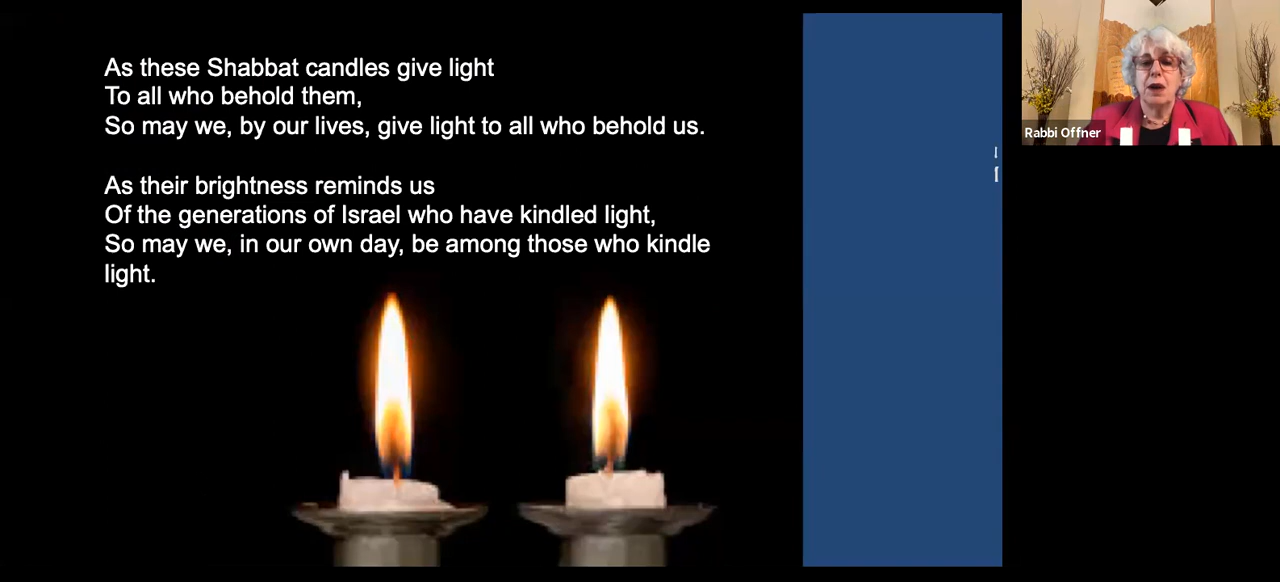 As these Shabbat candles give light
To all who behold them,
So may we, by our lives, give light to all who behold us.
As their brightness reminds us
Of the generations of Israel who have kindled light,
So may we, in our own day, be among those who kindle
light.
Rabbi Offner